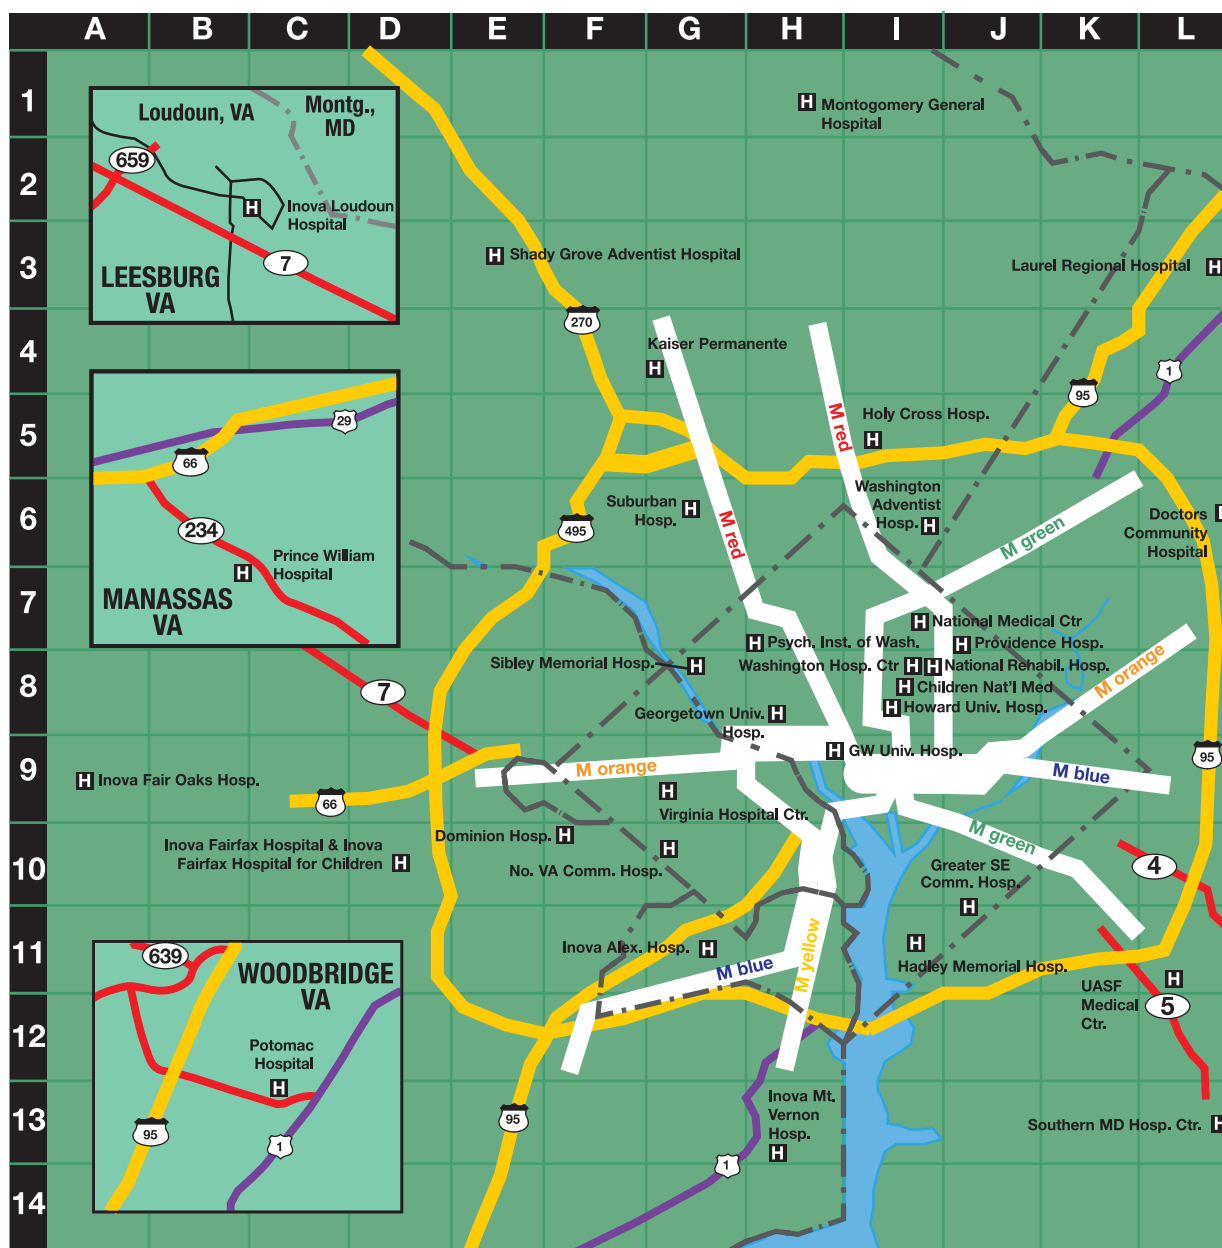 A B C D E F G H I J K L
1
2
3
4
5
6
7
8
9
10
11
12
13
14
Loudoun, VA
Montg.,
MD
659
H
Inova Loudoun
Hospital
7
LEESBURG
VA
29
66
234
Prince William
H
Hospital
MANASSAS
VA
639
WOODBRIDGE
VA
Potomac
Hospital
H
95
1
H
Montogomery General
Hospital
H
Shady Grove Adventist Hospital
Laurel Regional Hospital
H
270
Kaiser Permanente
H
1
95
M red
Holy Cross Hosp.
H
Suburban
Hosp.
H
M red
Washington
Adventist
Hosp.
H
M green
Doctors
Community
Hospital
H
495
H
National Medical Ctr
H
Psych. Inst. of Wash.
H
Providence Hosp.
Sibley Memorial Hosp.
H
Washington Hosp. Ctr
H
H
National Rehabil. Hosp.
M orange
H
Children Nat'l Med
7
Georgetown Univ.
Hosp.
H
H
Howard Univ. Hosp.
H
GW Univ. Hosp.
M orange
M blue
95
H
Inova Fair Oaks Hosp.
66
H
Virginia Hospital Ctr.
Dominion Hosp.
H
M green
Inova Fairfax Hospital & Inova
Fairfax Hospital for Children
H
H
No. VA Comm. Hosp.
Greater SE
Comm. Hosp.
H
4
Inova Alex. Hosp.
H
M blue
M yellow
H
Hadley Memorial Hosp.
H
UASF
Medical
Ctr.
5
Inova Mt.
Vernon
Hosp.
H
95
1
Southern MD Hosp. Ctr.
H